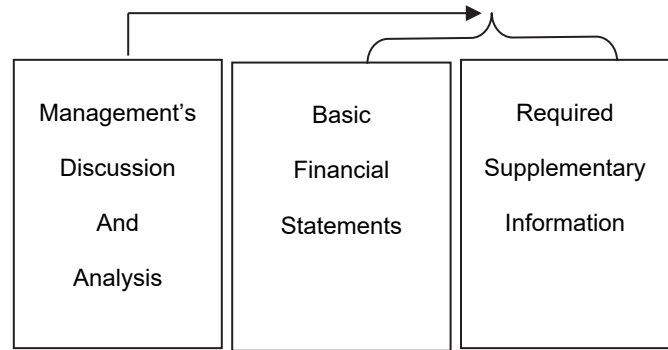 Management’s
Discussion
And
Analysis
Basic
Financial
Statements
Required
Supplementary
Information